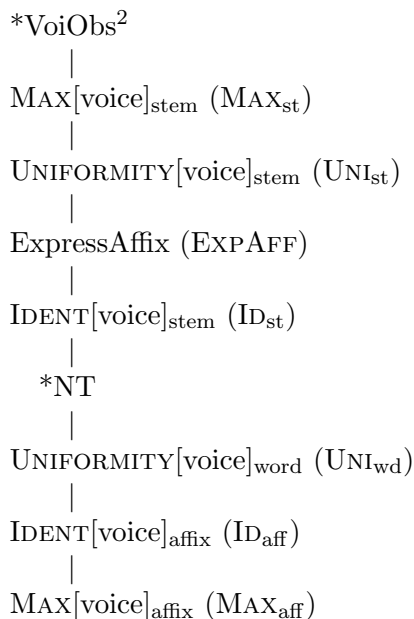 *VoiObs²
MAX[voice]stem (MAXst)
UNIFORMITY[voice]stem (UNIst)
ExpressAffix (EXPAFF)
IDENT[voice]stem (IDst)
*NT
UNIFORMITY[voice]word (UNIwd)
IDENT[voice]affix (IDaff)
MAX[voice]affix (MAXaff)